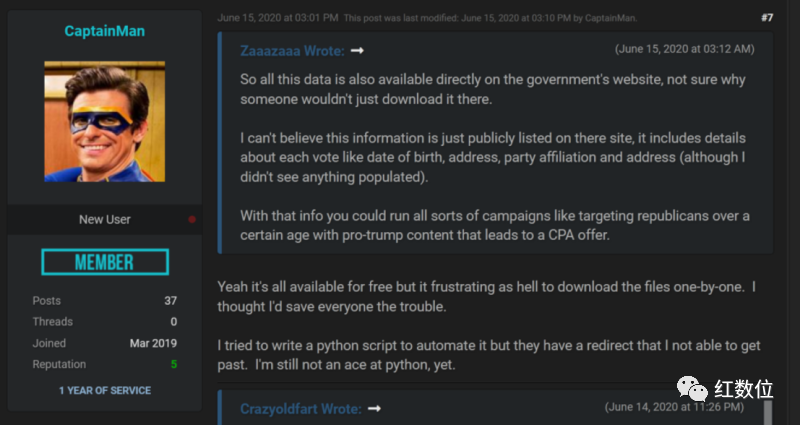 CaptainMan
New User
MEMBER
Posts 37
Threads 0
Joined Mar 2019
Reputation 5
1 YEAR OF SERVICE
June 15, 2020 at 03:01 PM This post was last modified: June 15, 2020 at 03:10 PM by CaptainMan. #7
Zaaazaaa Wrote: (June 15, 2020 at 03:12 AM)
So all this data is also available directly on the government's website, not sure why
someone wouldn't just download it there.
I can't believe this information is just publicly listed on there site, it includes details
about each vote like date of birth, address, party affiliation and address (although I
didn't see anything populated).
With that info you could run all sorts of campaigns like targeting republicans over a
certain age with pro-trump content that leads to a CPA offer.
Yeah it's all available for free but it frustrating as hell to download the files one-by-one. I
thought I'd save everyone the trouble.
I tried to write a python script to automate it but they have a redirect that I not able to get
past. I'm still not an ace at python, yet.
Crazyoldfart Wrote: (June 14, 2020 at 11:26 PM)
红数位